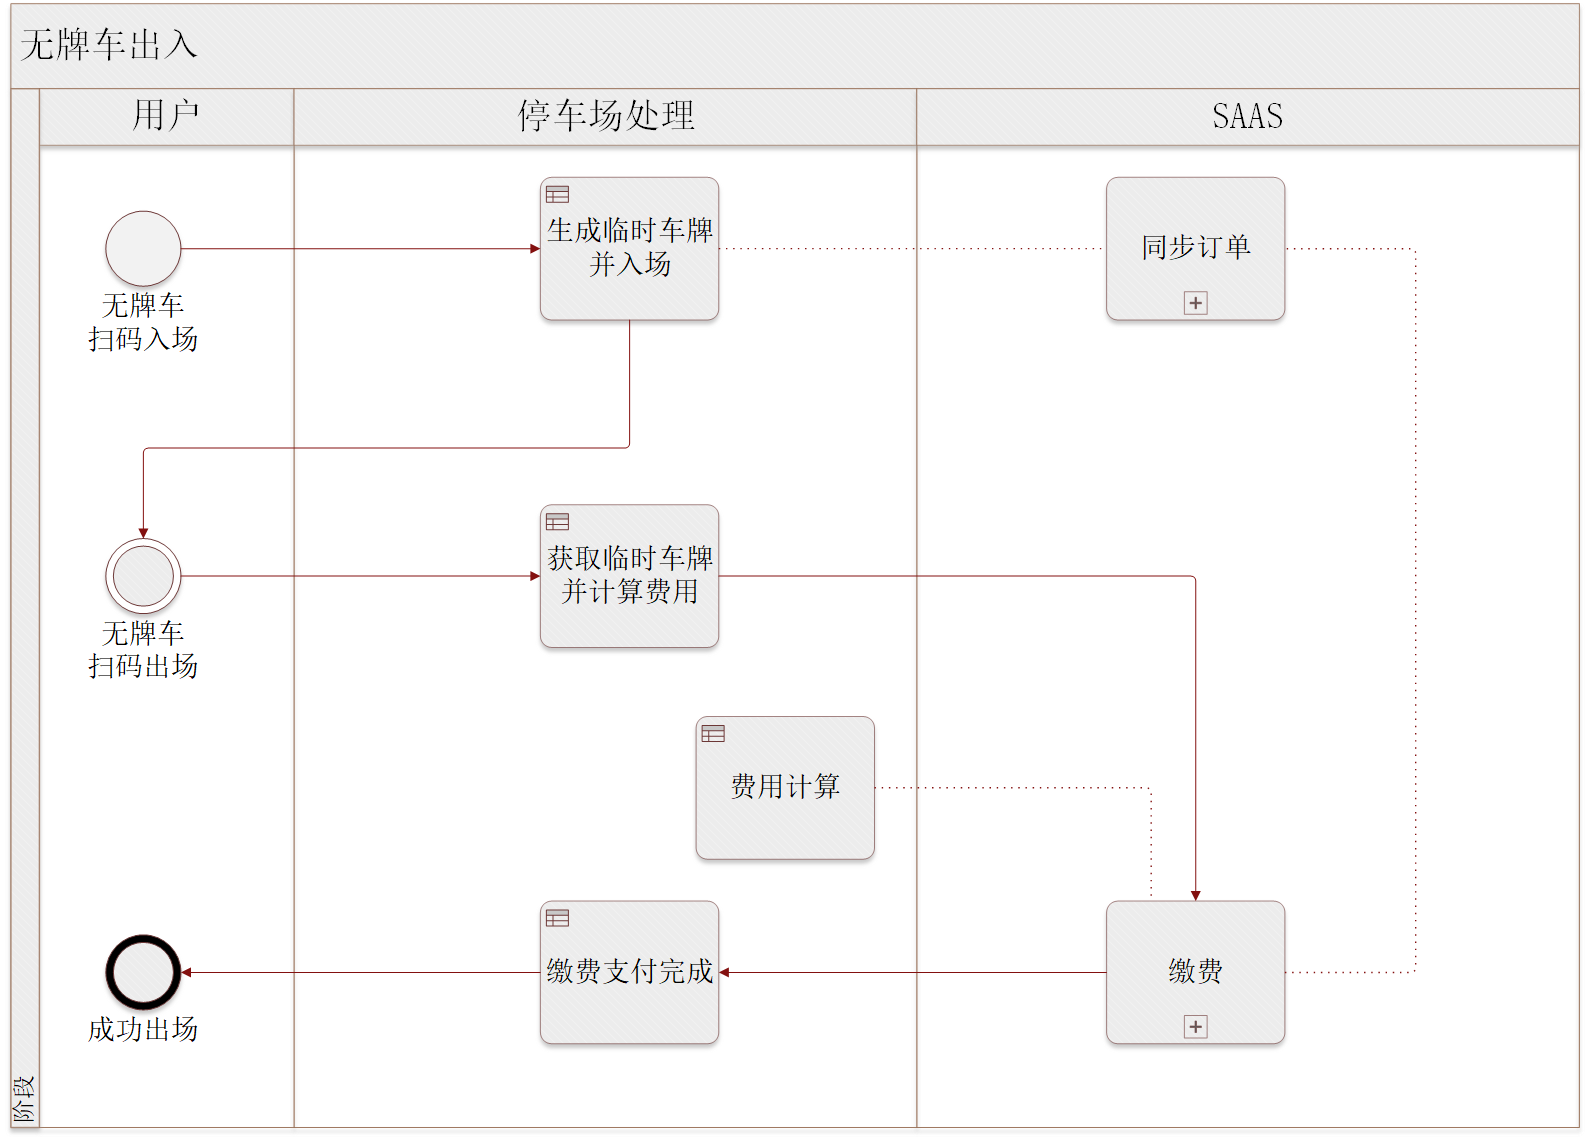 无牌车出入
用户
停车场处理
SAAS
无牌车
扫码入场
生成临时车牌
并入场
同步订单
无牌车
扫码出场
获取临时车牌
并计算费用
费用计算
成功出场
缴费支付完成
缴费
阶段